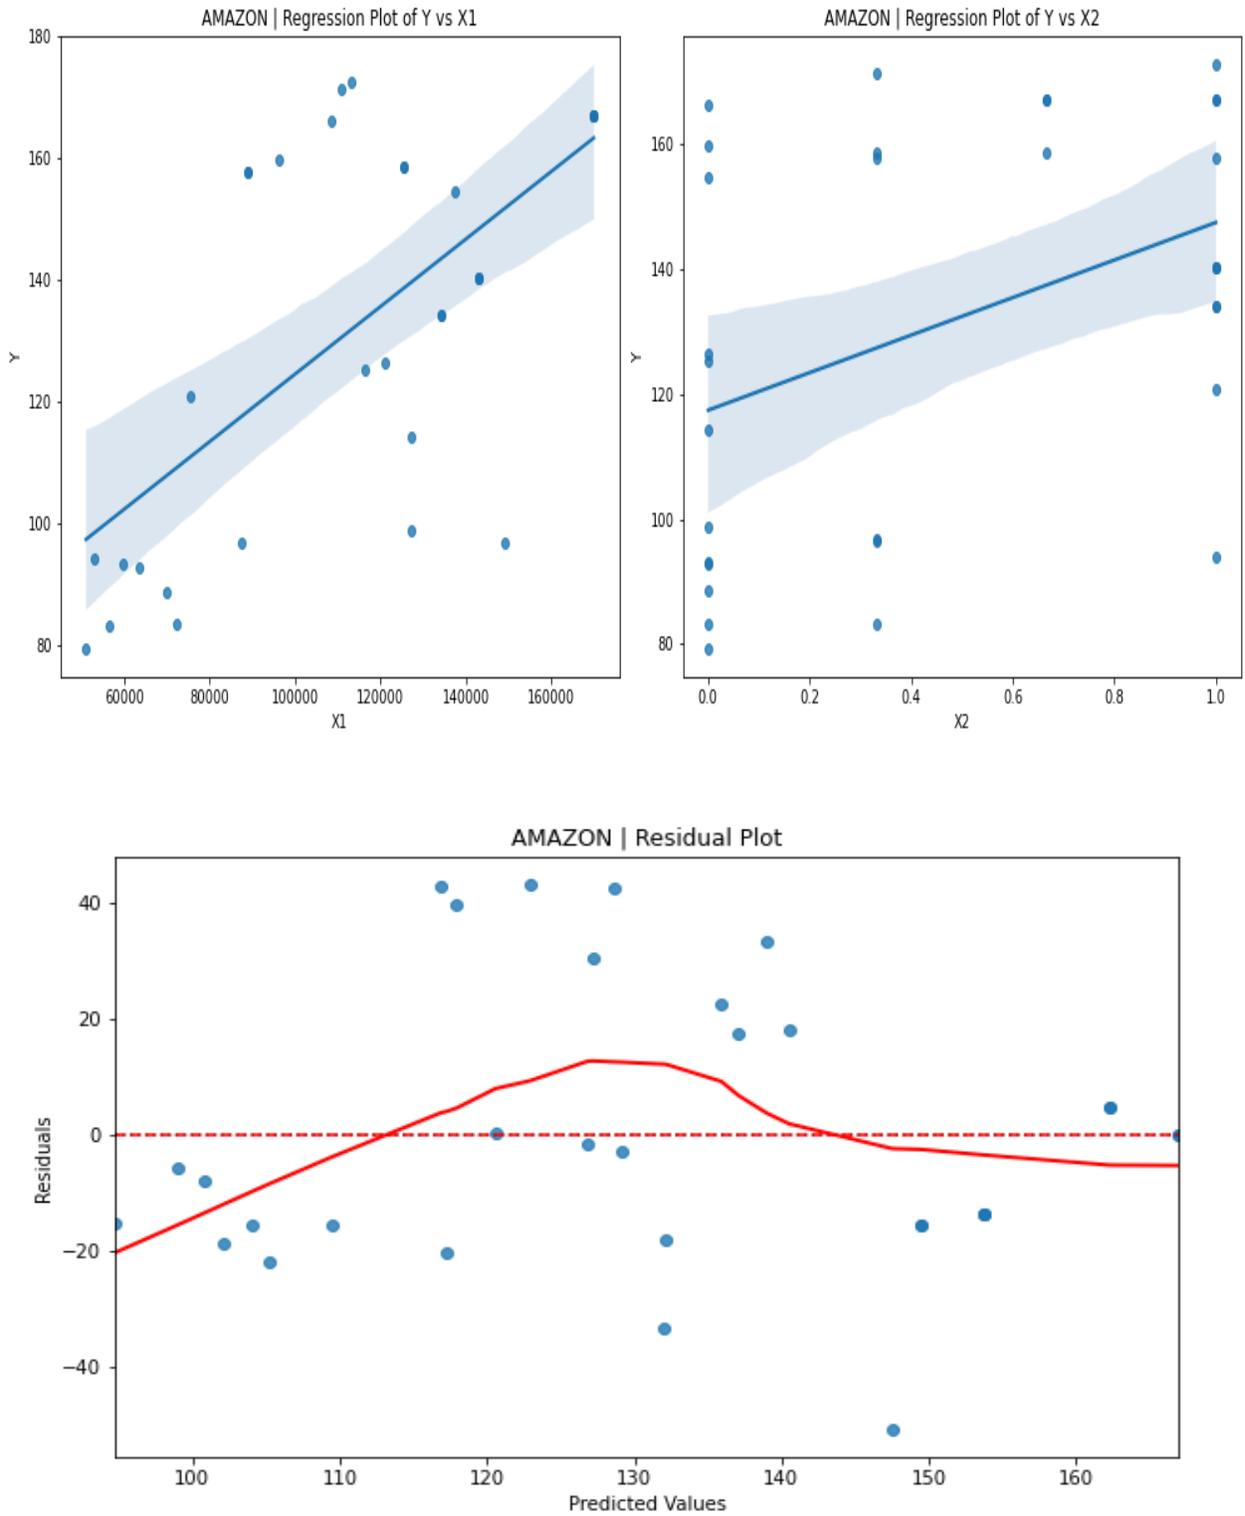 AMAZON | Regression Plot of Y vs X1
180
160
140
120
100
80
Y
60000 80000 100000 120000 140000 160000
X1
AMAZON | Regression Plot of Y vs X2
160
140
120
100
80
Y
0.0 0.2 0.4 0.6 0.8 1.0
X2
AMAZON | Residual Plot
40
20
0
−20
−40
Residuals
100 110 120 130 140 150 160
Predicted Values